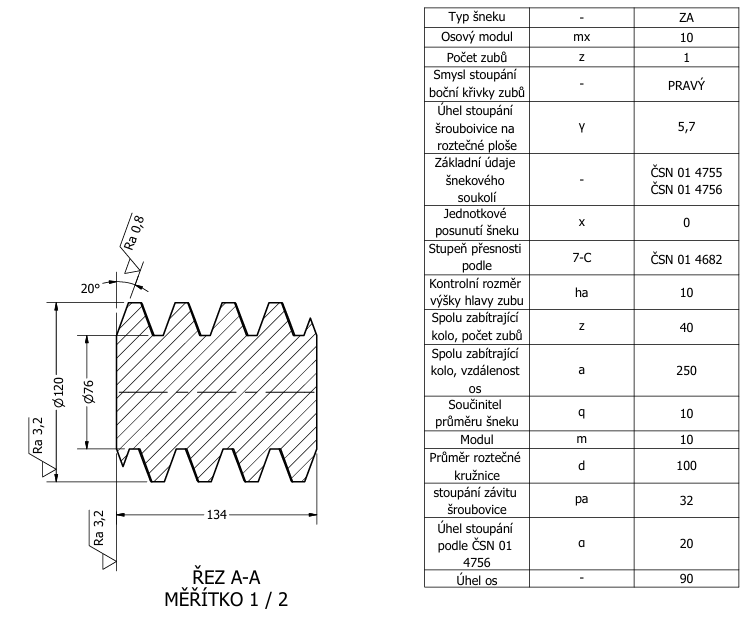 Typ šneku - ZA
Osový modul mx 10
Počet zubů z 1
Smysl stoupání
boční křivky zubů - PRAVÝ
Úhel stoupání
šrouboivice na γ 5,7
roztečné ploše
Základní údaje
šnekového - ČSN 01 4755
soukolí ČSN 01 4756
Jednotkové
posunutí šneku x 0
Stupeň přesnosti
podle 7-C ČSN 01 4682
Kontrolní rozměr
výšky hlavy zubu ha 10
Spolu zabítrající
kolo, počet zubů z 40
Spolu zabítrající
kolo, vzdálenost a 250
os
Součinitel
průměru šneku q 10
Modul m 10
Průměr roztečné
kružnice d 100
stoupání závitu
šroubovice pa 32
Úhel stoupání
podle ČSN 01 α 20
4756
Úhel os - 90
Ra 0,8
20°
Ø120
Ø76
Ra 3,2
134
Ra 3,2
ŘEZ A-A
MĚŘÍTKO 1 / 2